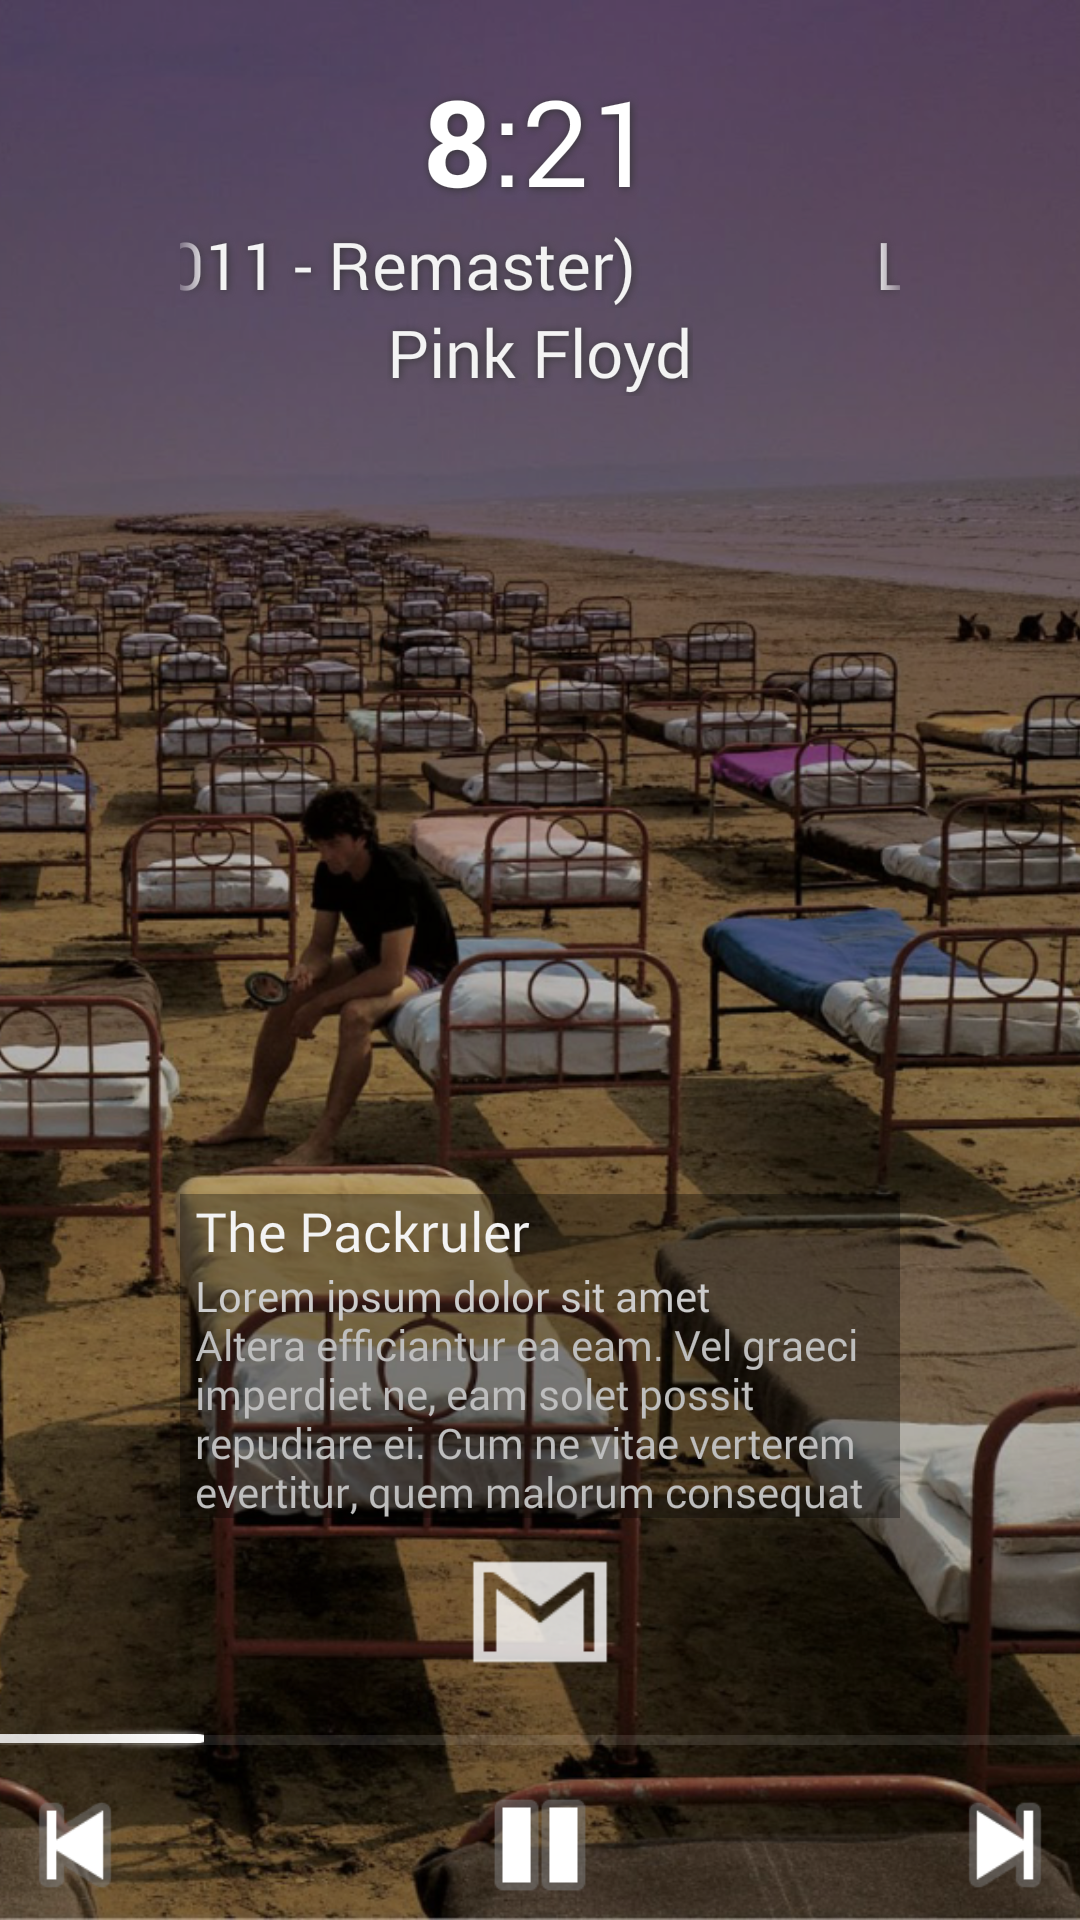 8:21
011 - Remaster) L
Pink Floyd
The Packruler
Lorem ipsum dolor sit amet
Altera efficiantur ea eam. Vel graeci
imperdiet ne, eam solet possit
repudiare ei. Cum ne vitae verterem
evertitur, quem malorum consequat